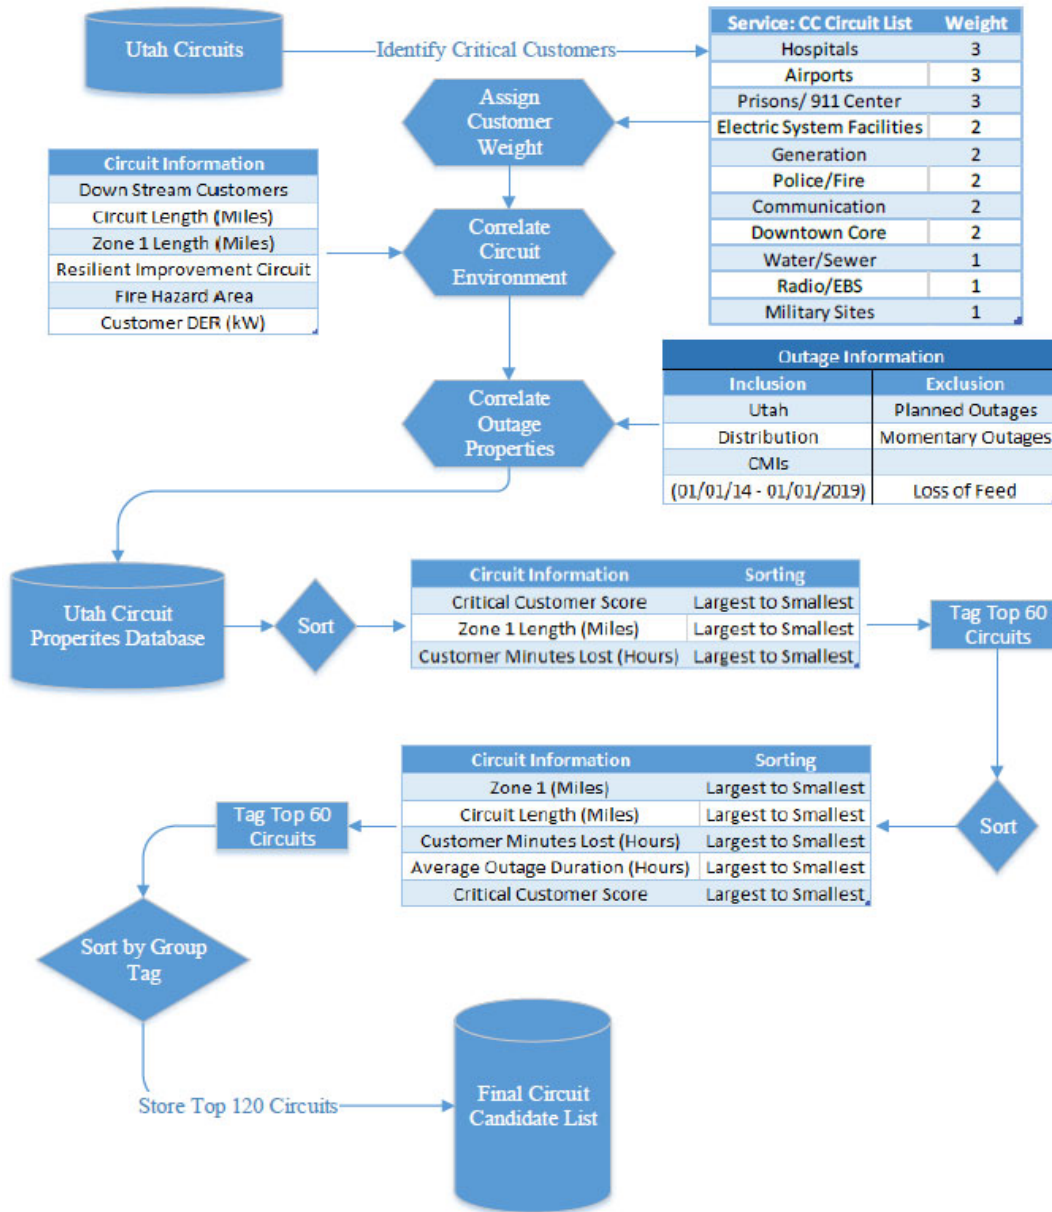 Utah Circuits
Identify Critical Customers
Service: CC Circuit List Weight
Hospitals 3
Airports 3
Prisons/ 911 Center 3
Electric System Facilities 2
Generation 2
Police/Fire 2
Communication 2
Downtown Core 2
Water/Sewer 1
Radio/EBS 1
Military Sites 1
Assign
Customer
Weight
Circuit Information
Down Stream Customers
Circuit Length (Miles)
Zone 1 Length (Miles)
Resilient Improvement Circuit
Fire Hazard Area
Customer DER (kW)
Correlate
Circuit
Environment
Outage Information
Inclusion Exclusion
Utah Planned Outages
Distribution Momentary Outages
CMIs
(01/01/14 - 01/01/2019) Loss of Feed
Correlate
Outage
Properties
Utah Circuit
Properites Database
Sort
Circuit Information Sorting
Critical Customer Score Largest to Smallest
Zone 1 Length (Miles) Largest to Smallest
Customer Minutes Lost (Hours) Largest to Smallest
Tag Top 60
Circuits
Sort
Circuit Information Sorting
Zone 1 (Miles) Largest to Smallest
Circuit Length (Miles) Largest to Smallest
Customer Minutes Lost (Hours) Largest to Smallest
Average Outage Duration (Hours) Largest to Smallest
Critical Customer Score Largest to Smallest
Tag Top 60
Circuits
Sort by Group
Tag
Store Top 120 Circuits
Final Circuit
Candidate List